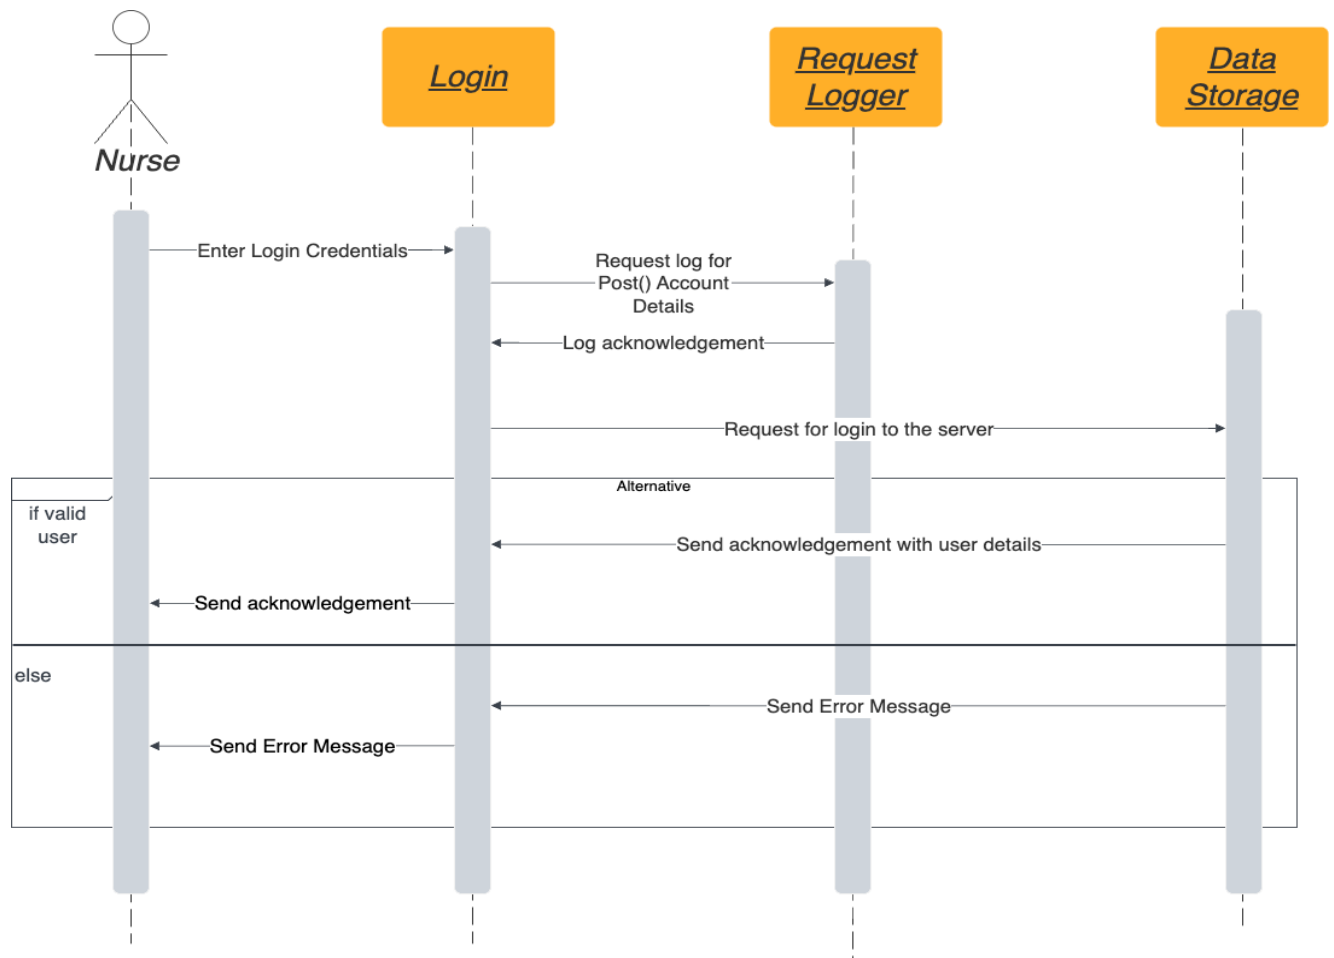 Nurse
Login
Request
Logger
Data
Storage
Enter Login Credentials
Request log for
Post() Account
Details
Log acknowledgement
Request for login to the server
Alternative
if valid
user
Send acknowledgement with user details
Send acknowledgement
else
Send Error Message
Send Error Message